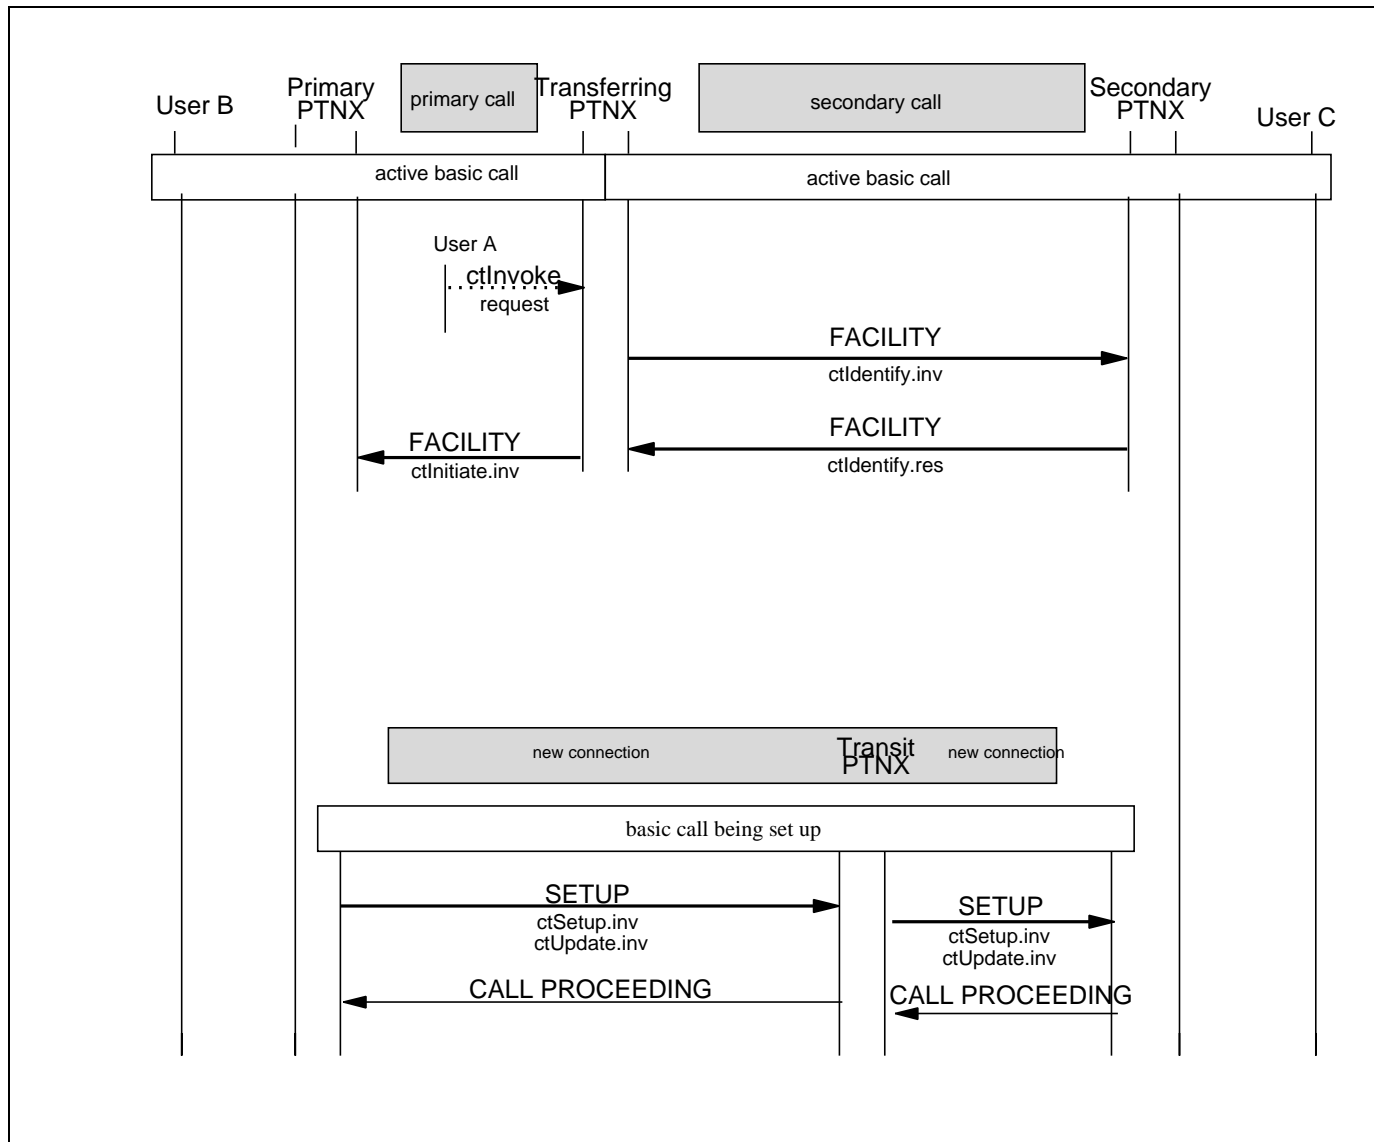 User B
Primary
PTNX
primary call
Transferring
PTNX
secondary call
Secondary
PTNX
User C
active basic call
active basic call
User A
ctInvoke
request
FACILITY
ctIdentify.inv
FACILITY
ctIdentify.res
FACILITY
ctInitiate.inv
new connection
Transit
PTNX
new connection
basic call being set up
SETUP
ctSetup.inv
ctUpdate.inv
SETUP
ctSetup.inv
ctUpdate.inv
CALL PROCEEDING
CALL PROCEEDING